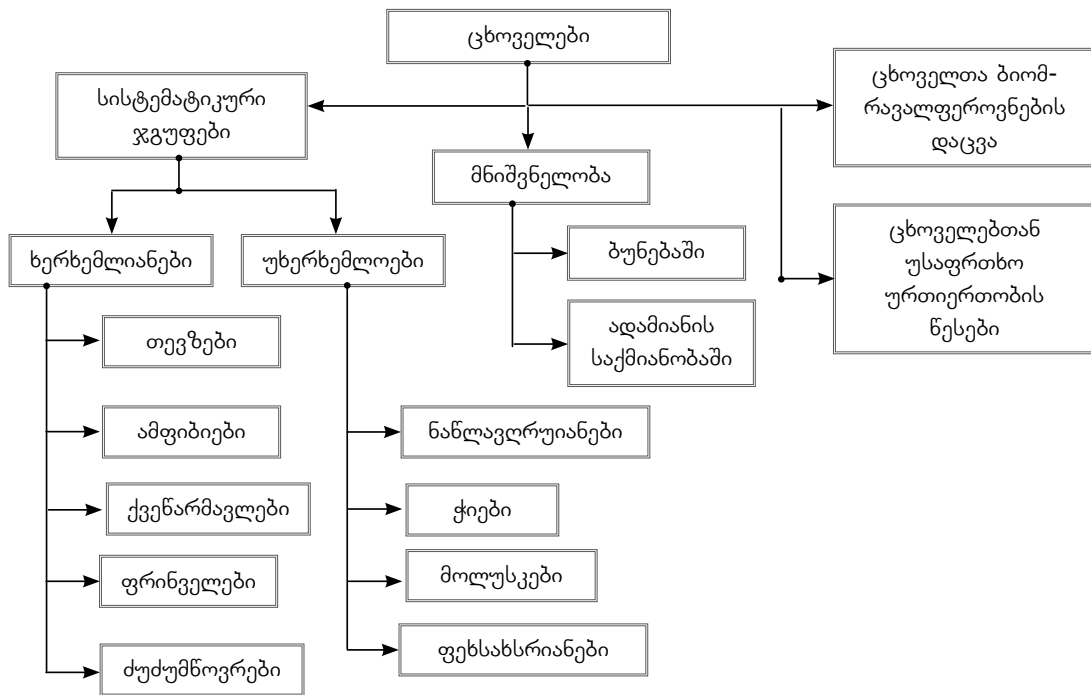 ცხოველები
სისტემატიკური
ჯგუფები
მნიშვნელობა
ცხოველთა ბიომ-
რავალფეროვნების
დაცვა
ხერხემლიანები
უხერხემლოები
ბუნებაში
ადამიანის
საქმიანობაში
ცხოველებთან
უსაფრთხო
ურთიერთობის
წესები
თევზები
ამფიბიები
ქვეწარმავლები
ფრინველები
ძუძუმწოვრები
ნაწლავღრუიანები
ჭიები
მოლუსკები
ფეხსახსრიანები